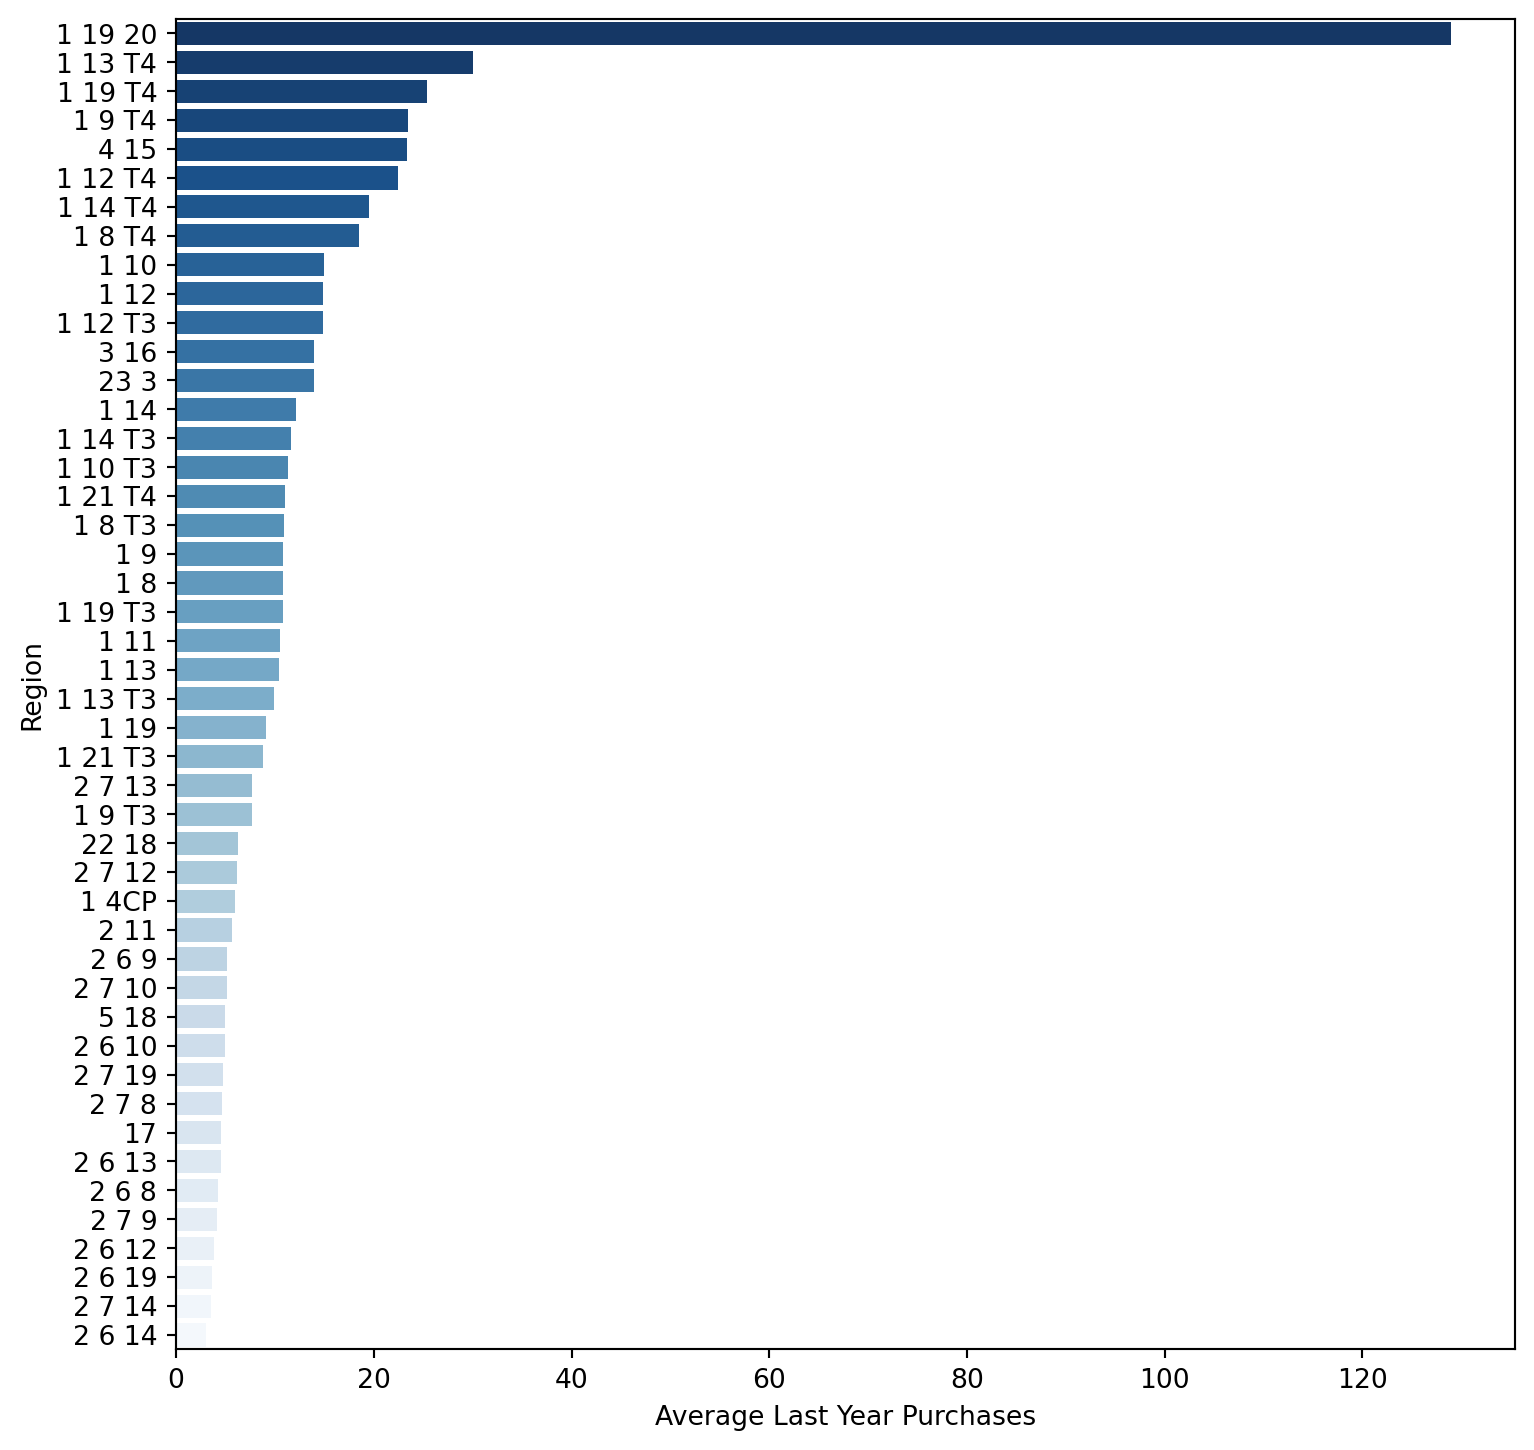 1 19 20
1 13 T4
1 19 T4
1 9 T4
4 15
1 12 T4
1 14 T4
1 8 T4
1 10
1 12
1 12 T3
3 16
23 3
1 14
1 14 T3
1 10 T3
1 21 T4
1 8 T3
1 9
1 8
1 19 T3
1 11
1 13
1 13 T3
1 19
1 21 T3
2 7 13
1 9 T3
22 18
2 7 12
1 4CP
2 11
2 6 9
2 7 10
5 18
2 6 10
2 7 19
2 7 8
17
2 6 13
2 6 8
2 7 9
2 6 12
2 6 19
2 7 14
2 6 14
Region
0 20 40 60 80 100 120
Average Last Year Purchases